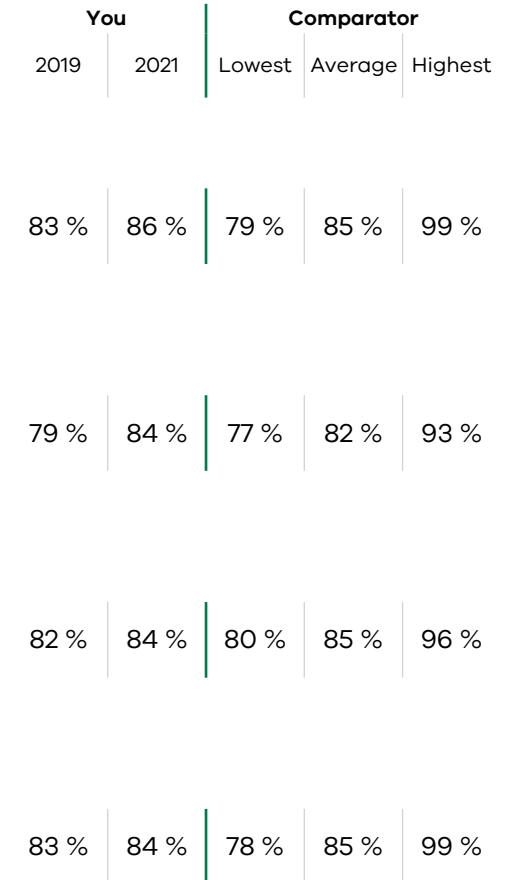 You Comparator
2019 2021 Lowest Average Highest
83 % 86 % 79 % 85 % 99 %
79 % 84 % 77 % 82 % 93 %
82 % 84 % 80 % 85 % 96 %
83 % 84 % 78 % 85 % 99 %